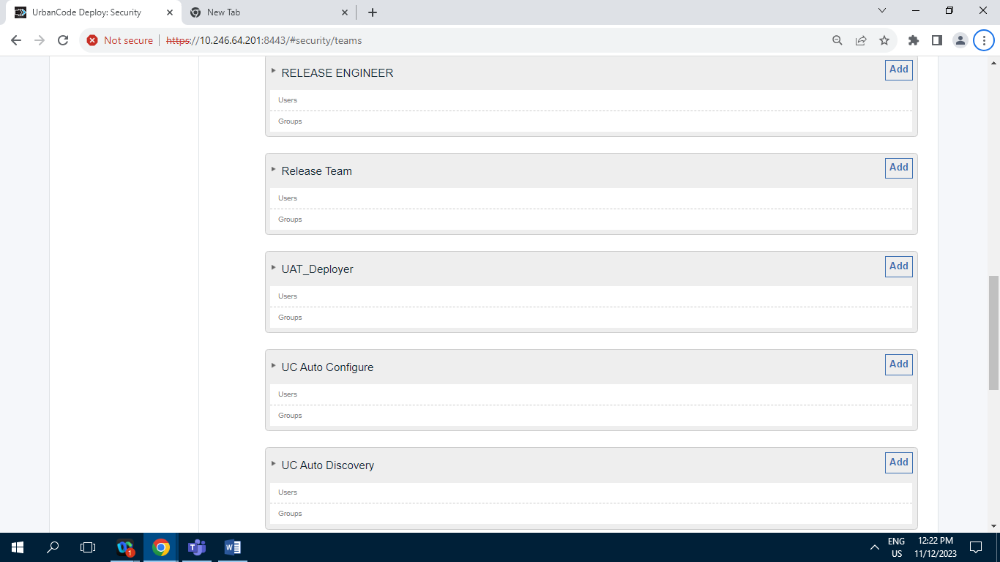 UrbanCode Deploy: Security
New Tab
Not secure https://10.246.64.201:8443/#security/teams
RELEASE ENGINEER Add
Users
Groups
Release Team Add
Users
Groups
UAT_Deployer Add
Users
Groups
UC Auto Configure Add
Users
Groups
UC Auto Discovery Add
Users
Groups
1
W
ENG
US
12:22 PM
11/12/2023